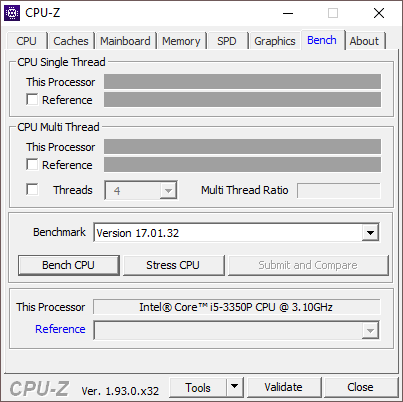 CPU-Z
CPU Caches Mainboard Memory SPD Graphics Bench About
CPU Single Thread
This Processor
Reference
CPU Multi Thread
This Processor
Reference
Threads 4 Multi Thread Ratio
Benchmark Version 17.01.32
Bench CPU Stress CPU Submit and Compare
This Processor Intel® Core™ i5-3350P CPU @ 3.10GHz
Reference
CPU-Z Ver. 1.93.0.x32 Tools Validate Close